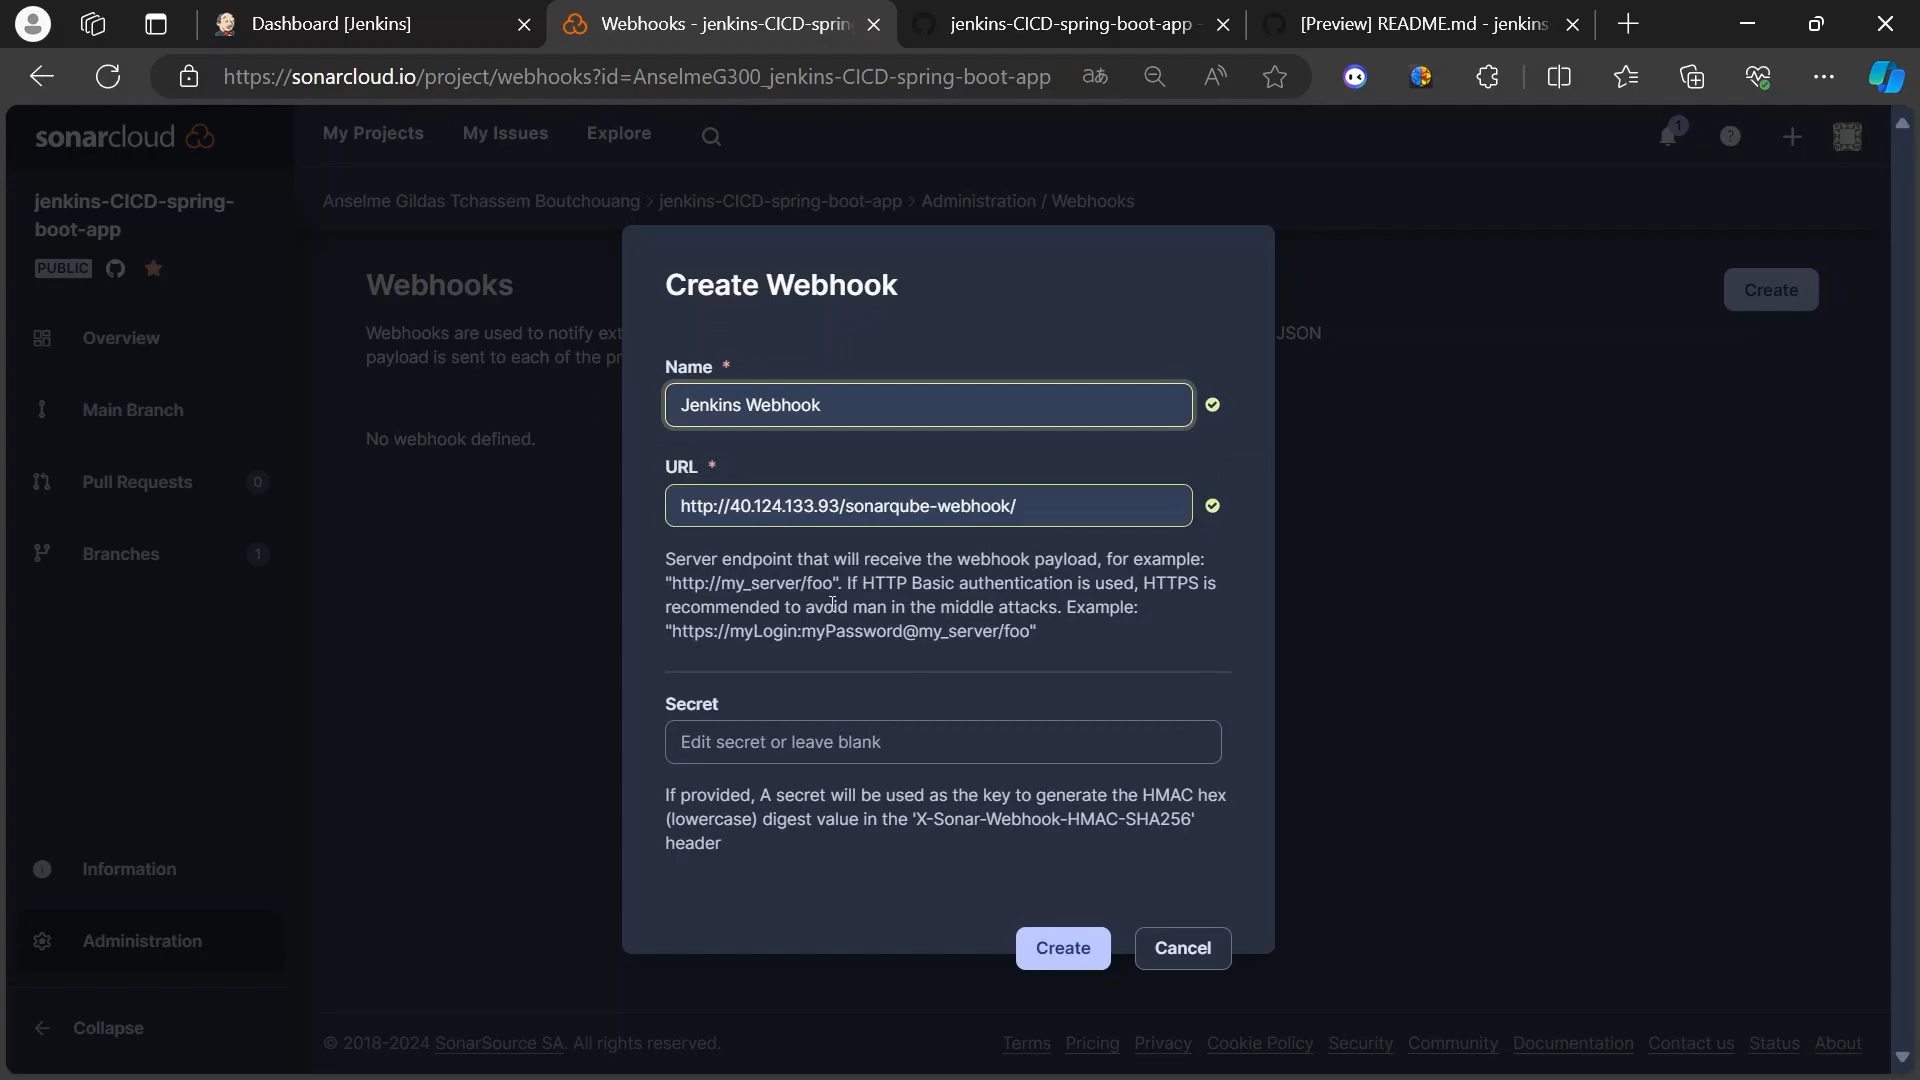 Dashboard [Jenkins]
Webhooks - jenkins-CICD-sprin
jenkins-CICD-spring-boot-app
[Preview] README.md - jenkins
https://sonarcloud.io/project/webhooks?id=AnselmeG300_jenkins-CICD-spring-boot-app
sonarcloud
My Projects
My Issues
Explore
1
jenkins-CICD-spring-
boot-app
PUBLIC
Anselme Gildas Tchassem Boutchouang > jenkins-CICD-spring-boot-app > Administration / Webhooks
Overview
Main Branch
Pull Requests 0
Branches 1
Information
Administration
Collapse
Webhooks
Create
Webhooks are used to notify ext
JSON
payload is sent to each of the pr
No webhook defined.
Create Webhook
Name *
Jenkins Webhook
URL *
http://40.124.133.93/sonarqube-webhook/
Server endpoint that will receive the webhook payload, for example:
"http://my_server/foo". If HTTP Basic authentication is used, HTTPS is
recommended to avoid man in the middle attacks. Example:
"https://myLogin:myPassword@my_server/foo"
Secret
Edit secret or leave blank
If provided, A secret will be used as the key to generate the HMAC hex
(lowercase) digest value in the 'X-Sonar-Webhook-HMAC-SHA256'
header
Create
Cancel
© 2018-2024 SonarSource SA. All rights reserved.
Terms Pricing Privacy Cookie Policy Security Community Documentation Contact us Status About